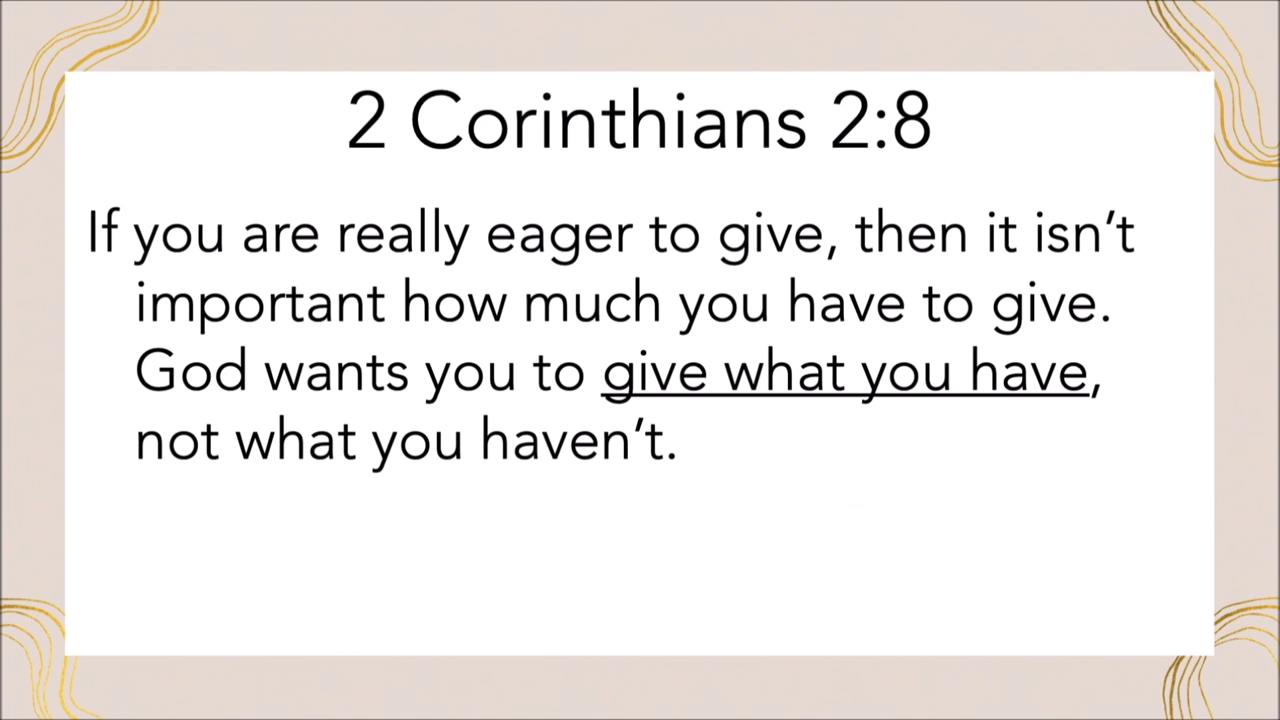 2 Corinthians 2:8
If you are really eager to give, then it isn’t
important how much you have to give.
God wants you to give what you have,
not what you haven’t.